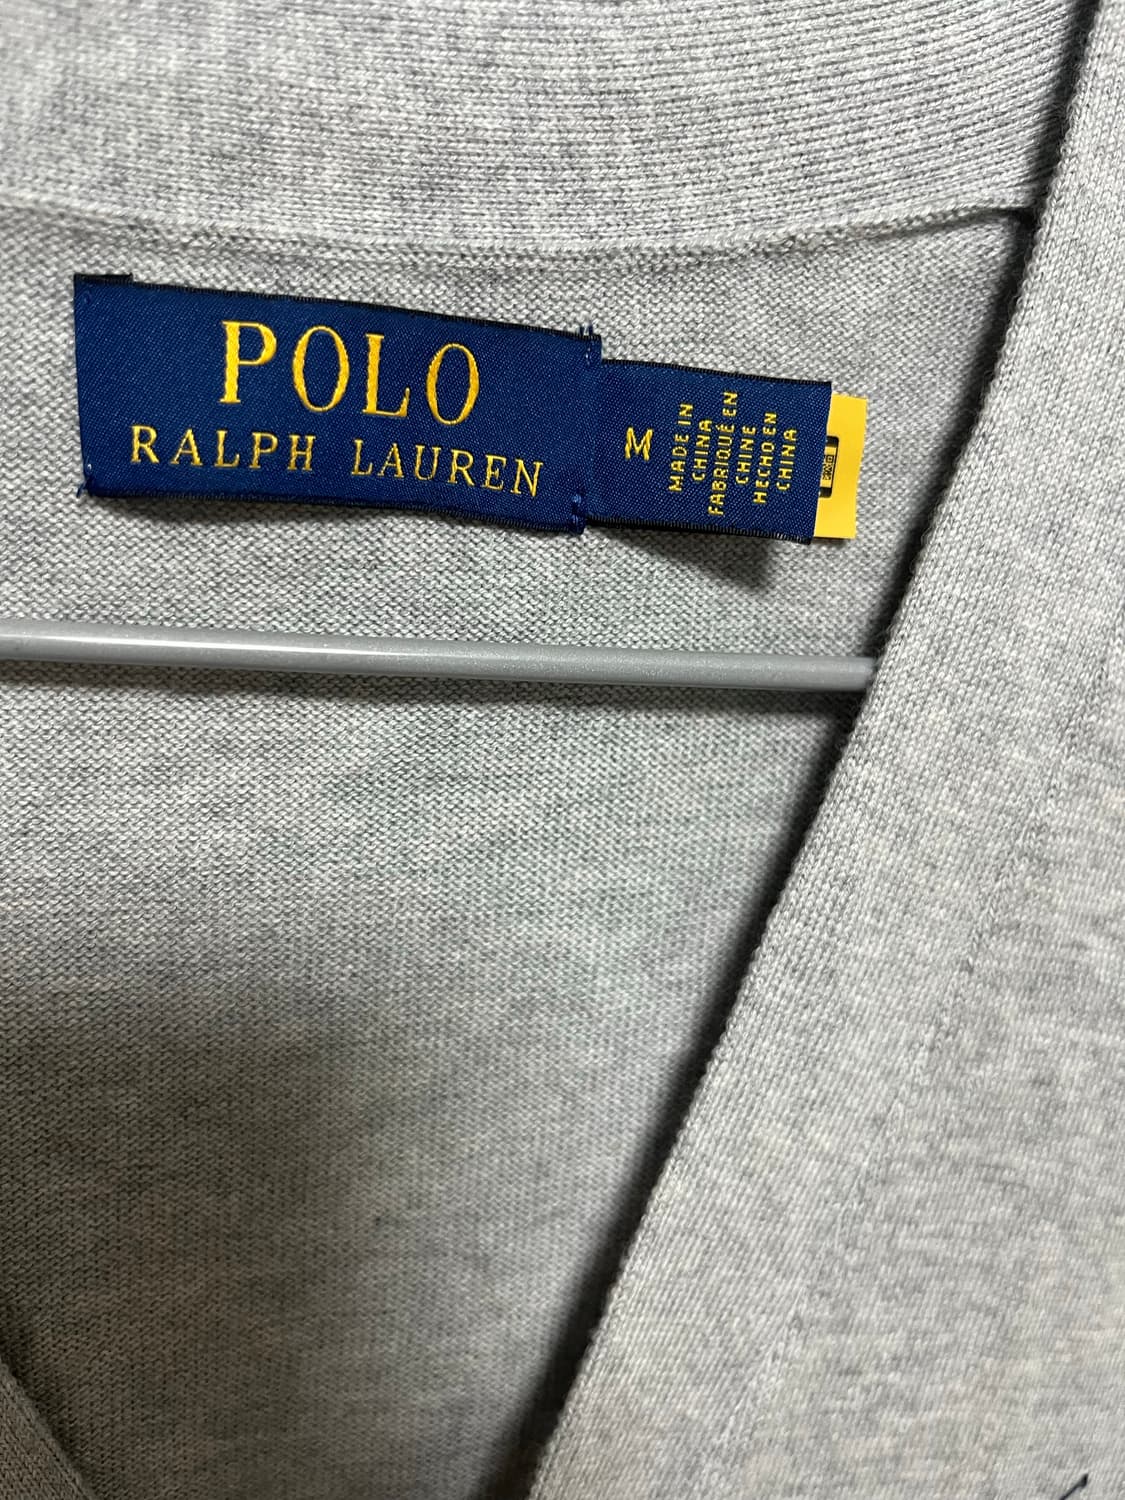 POLO
RALPH LAUREN
M
MADE IN
CHINA
FABRIQUÉ EN
CHINE
HECHO EN
CHINA